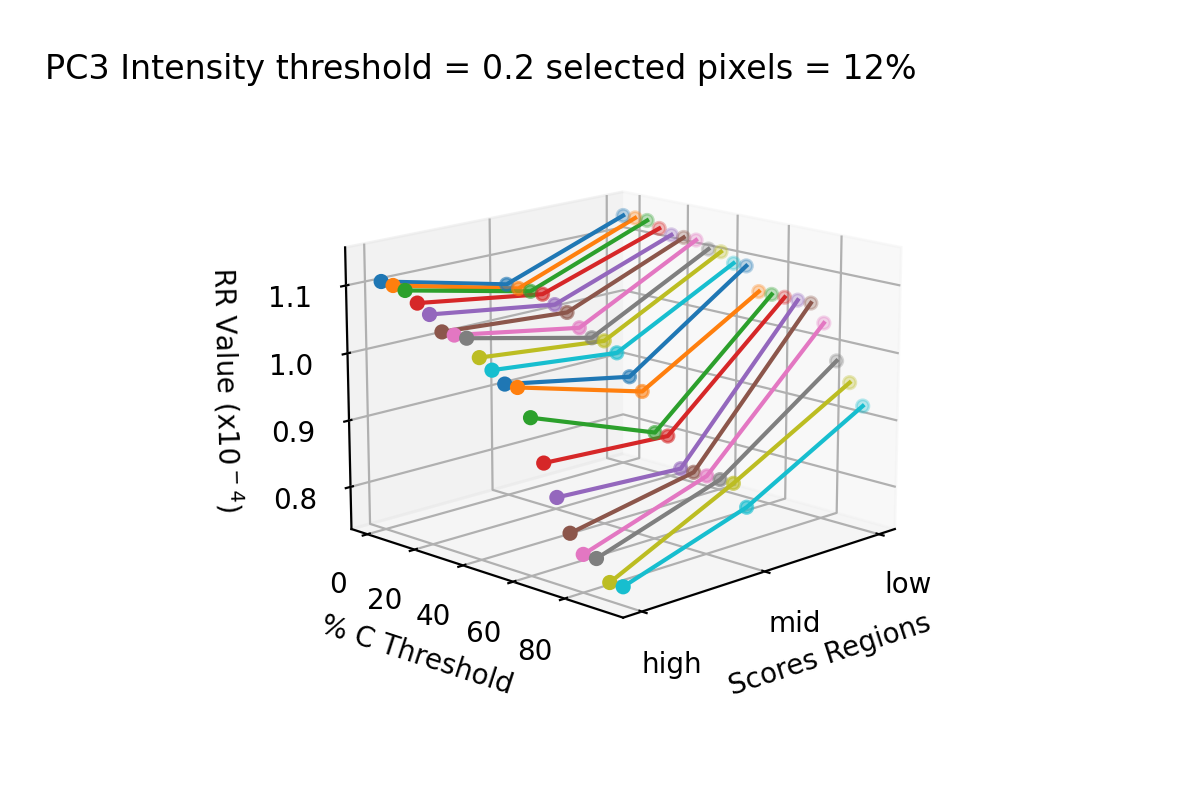 PC3 Intensity threshold = 0.2 selected pixels = 12%
RR Value (x10⁻⁴)
1.1
1.0
0.9
0.8
0
20
40
60
80
% C Threshold
high
mid
low
Scores Regions